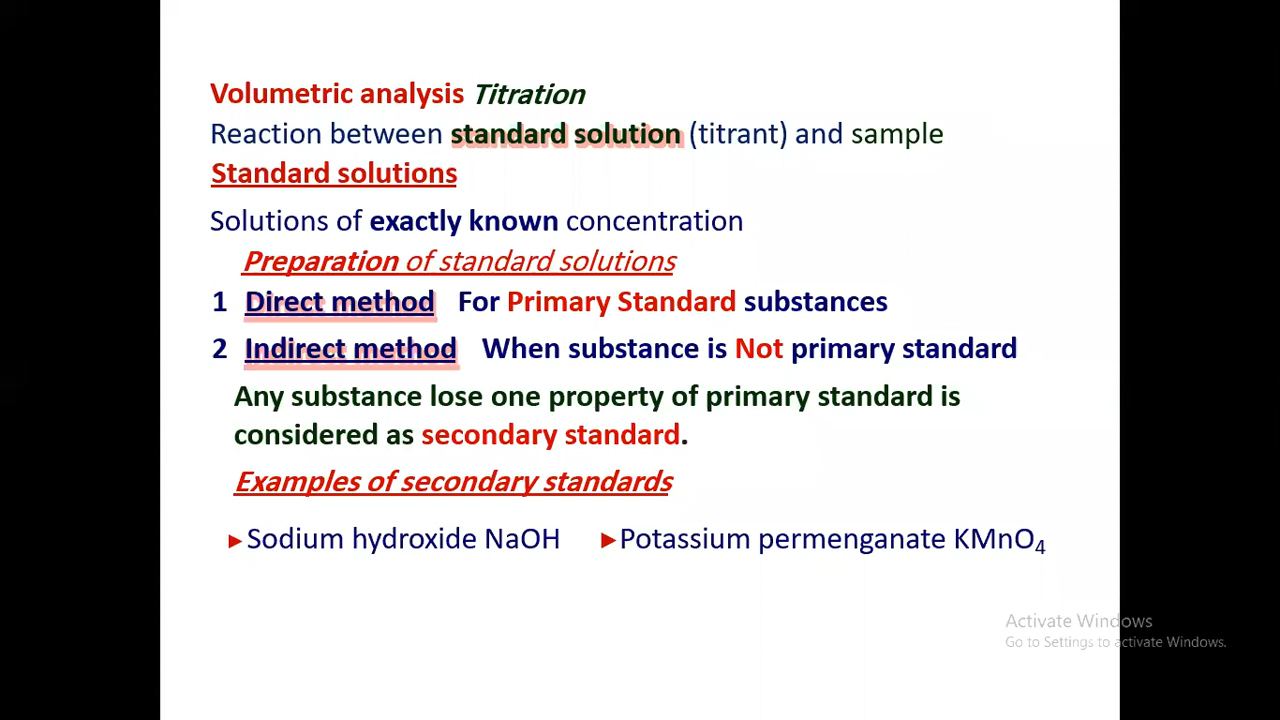 Volumetric analysis Titration
Reaction between standard solution (titrant) and sample
Standard solutions
Solutions of exactly known concentration
Preparation of standard solutions
1 Direct method For Primary Standard substances
2 Indirect method When substance is Not primary standard
Any substance lose one property of primary standard is
considered as secondary standard.
Examples of secondary standards
▸Sodium hydroxide NaOH ▸Potassium permenganate KMnO₄
Activate Windows
Go to Settings to activate Windows.